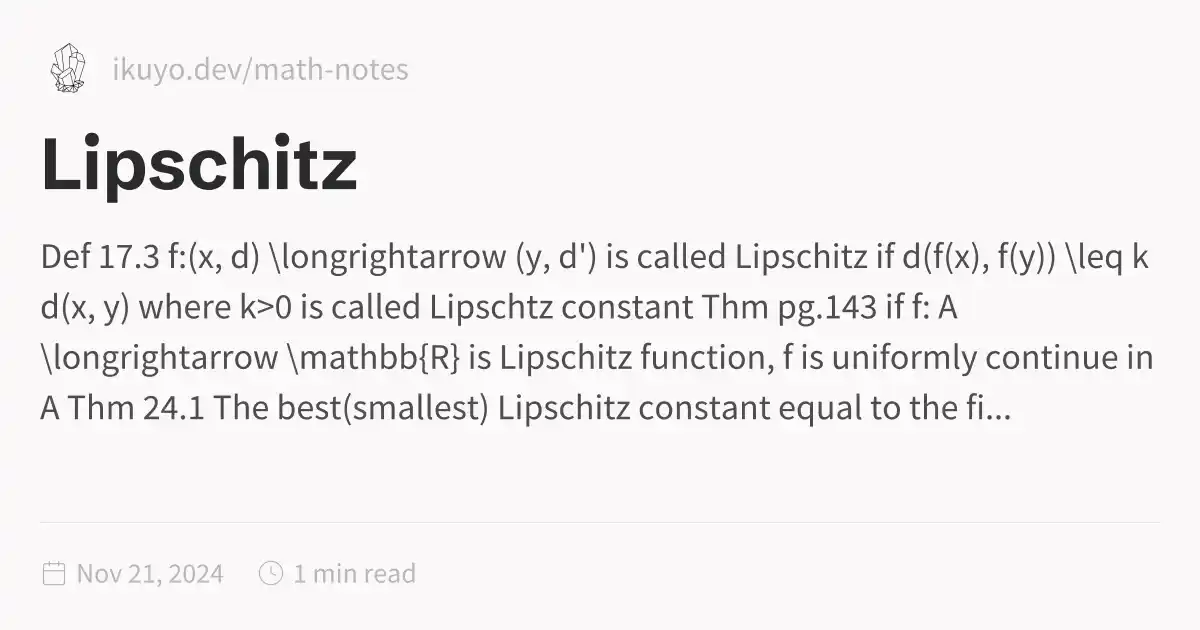 ikuyo.dev/math-notes
Lipschitz
Def 17.3 f:(x, d) \longrightarrow (y, d') is called Lipschitz if d(f(x), f(y)) \leq k
d(x, y) where k>0 is called Lipschtz constant Thm pg.143 if f: A
\longrightarrow \mathbb{R} is Lipschitz function, f is uniformly continue in
A Thm 24.1 The best(smallest) Lipschitz constant equal to the fi...
Nov 21, 2024
1 min read